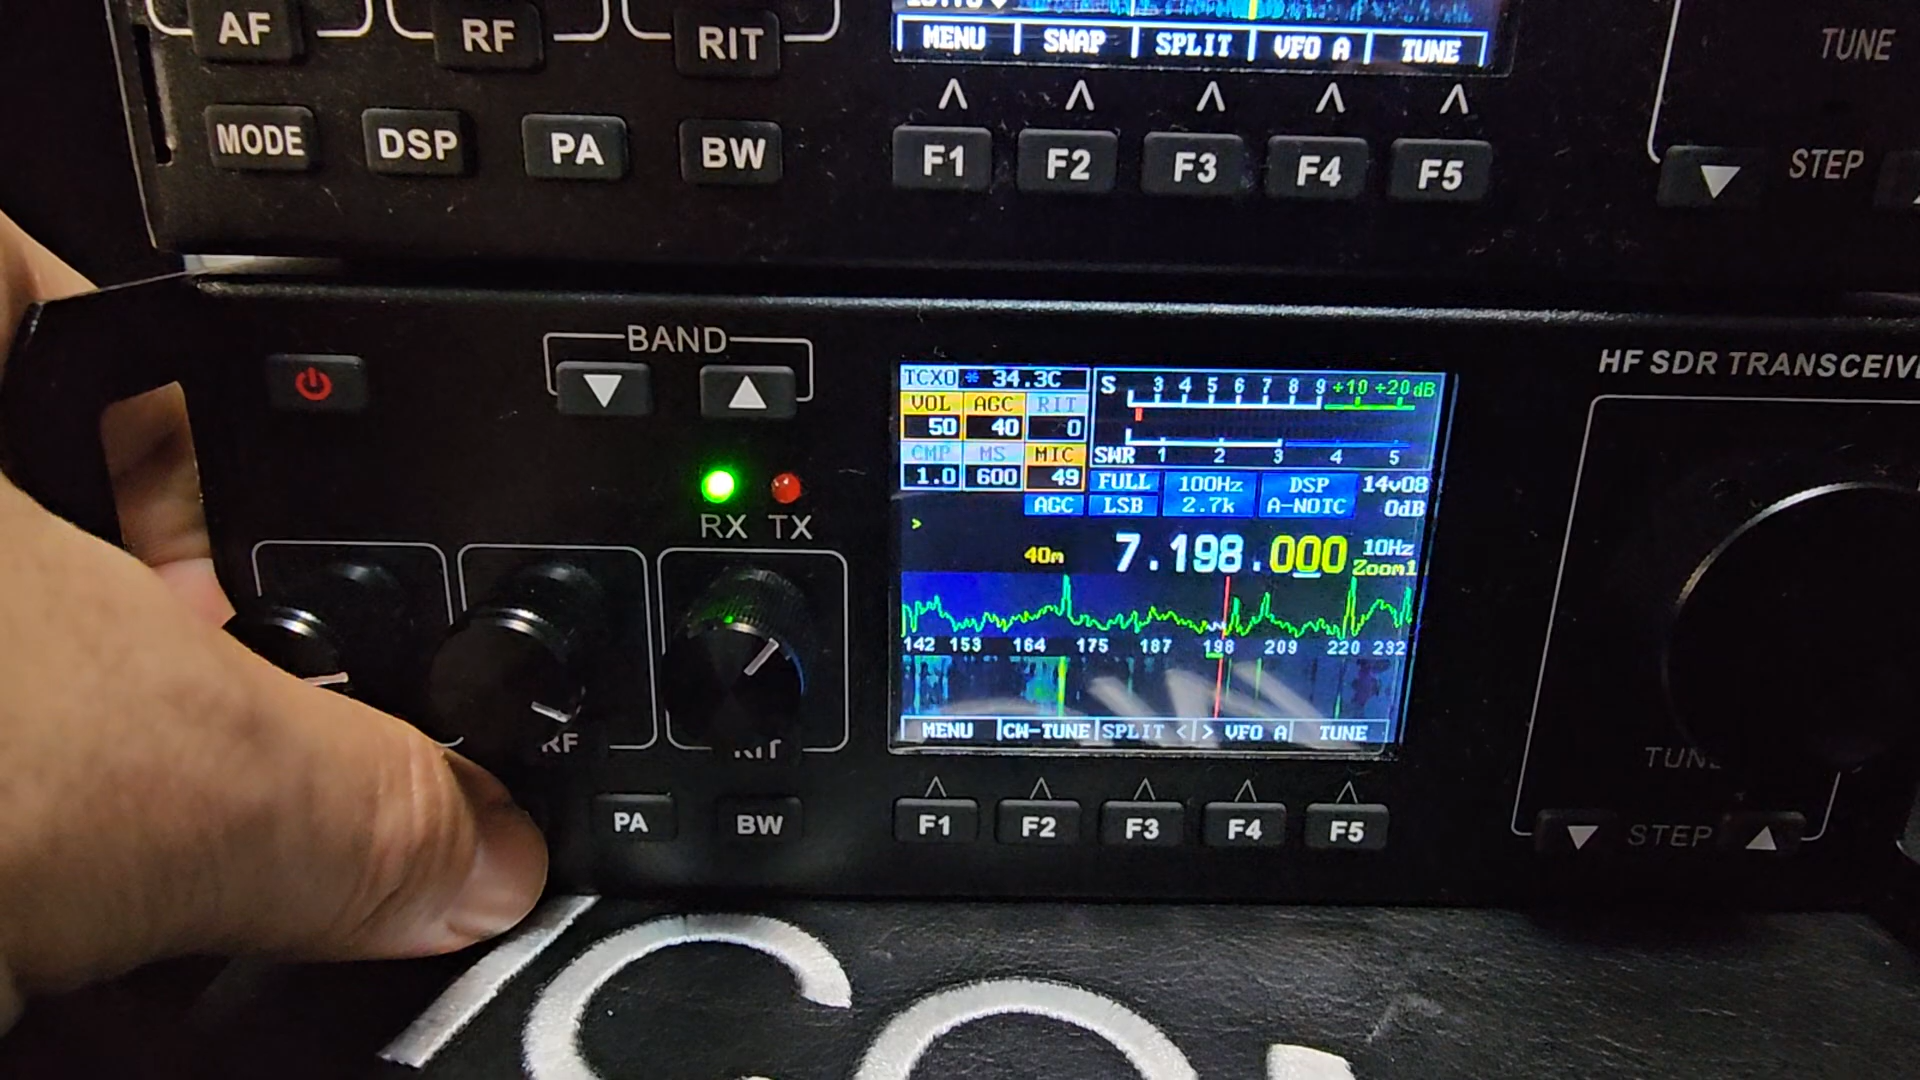 AF RF RIT
MENU SNAP SPLIT VFO A TUNE
TUNE
MODE DSP PA BW
F1 F2 F3 F4 F5
STEP
BAND
HF SDR TRANSCEIV
TCXO * 34.3C
S 3 4 5 6 7 8 9 +10 +20 dB
VOL AGC RIT
50 40 0
CMP MS MIC
SWR 1 2 3 4 5
1.0 600 49
FULL 100Hz DSP 14v08
AGC LSB 2.7k A-NOTC 0dB
RX TX
>
40m 7.198.000 10Hz
Zoom1
142 153 164 175 187 198 209 220 232
MENU CW-TUNE SPLIT < > VFO A TUNE
RF RIT
TUNE
PA BW
F1 F2 F3 F4 F5
STEP